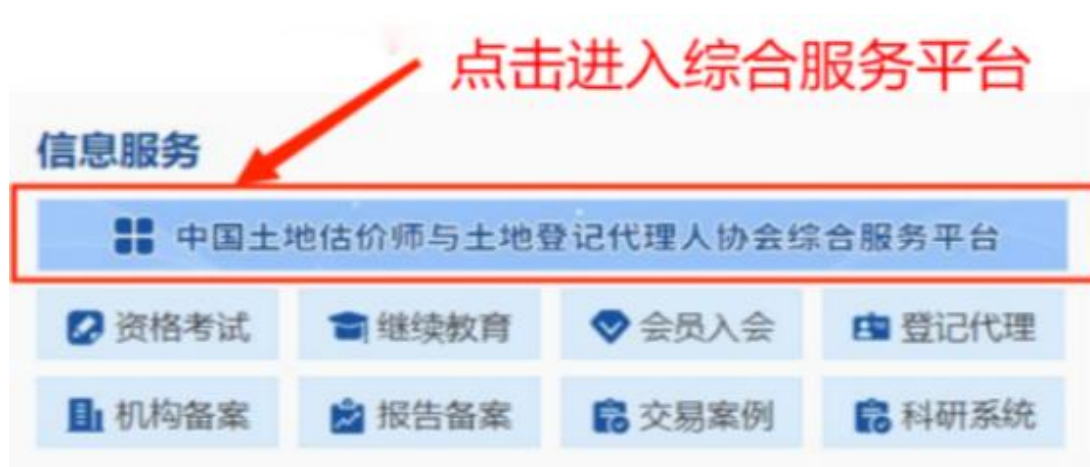 点击进入综合服务平台
信息服务
中国土地估价师与土地登记代理人协会综合服务平台
资格考试 继续教育 会员入会 登记代理
机构备案 报告备案 交易案例 科研系统